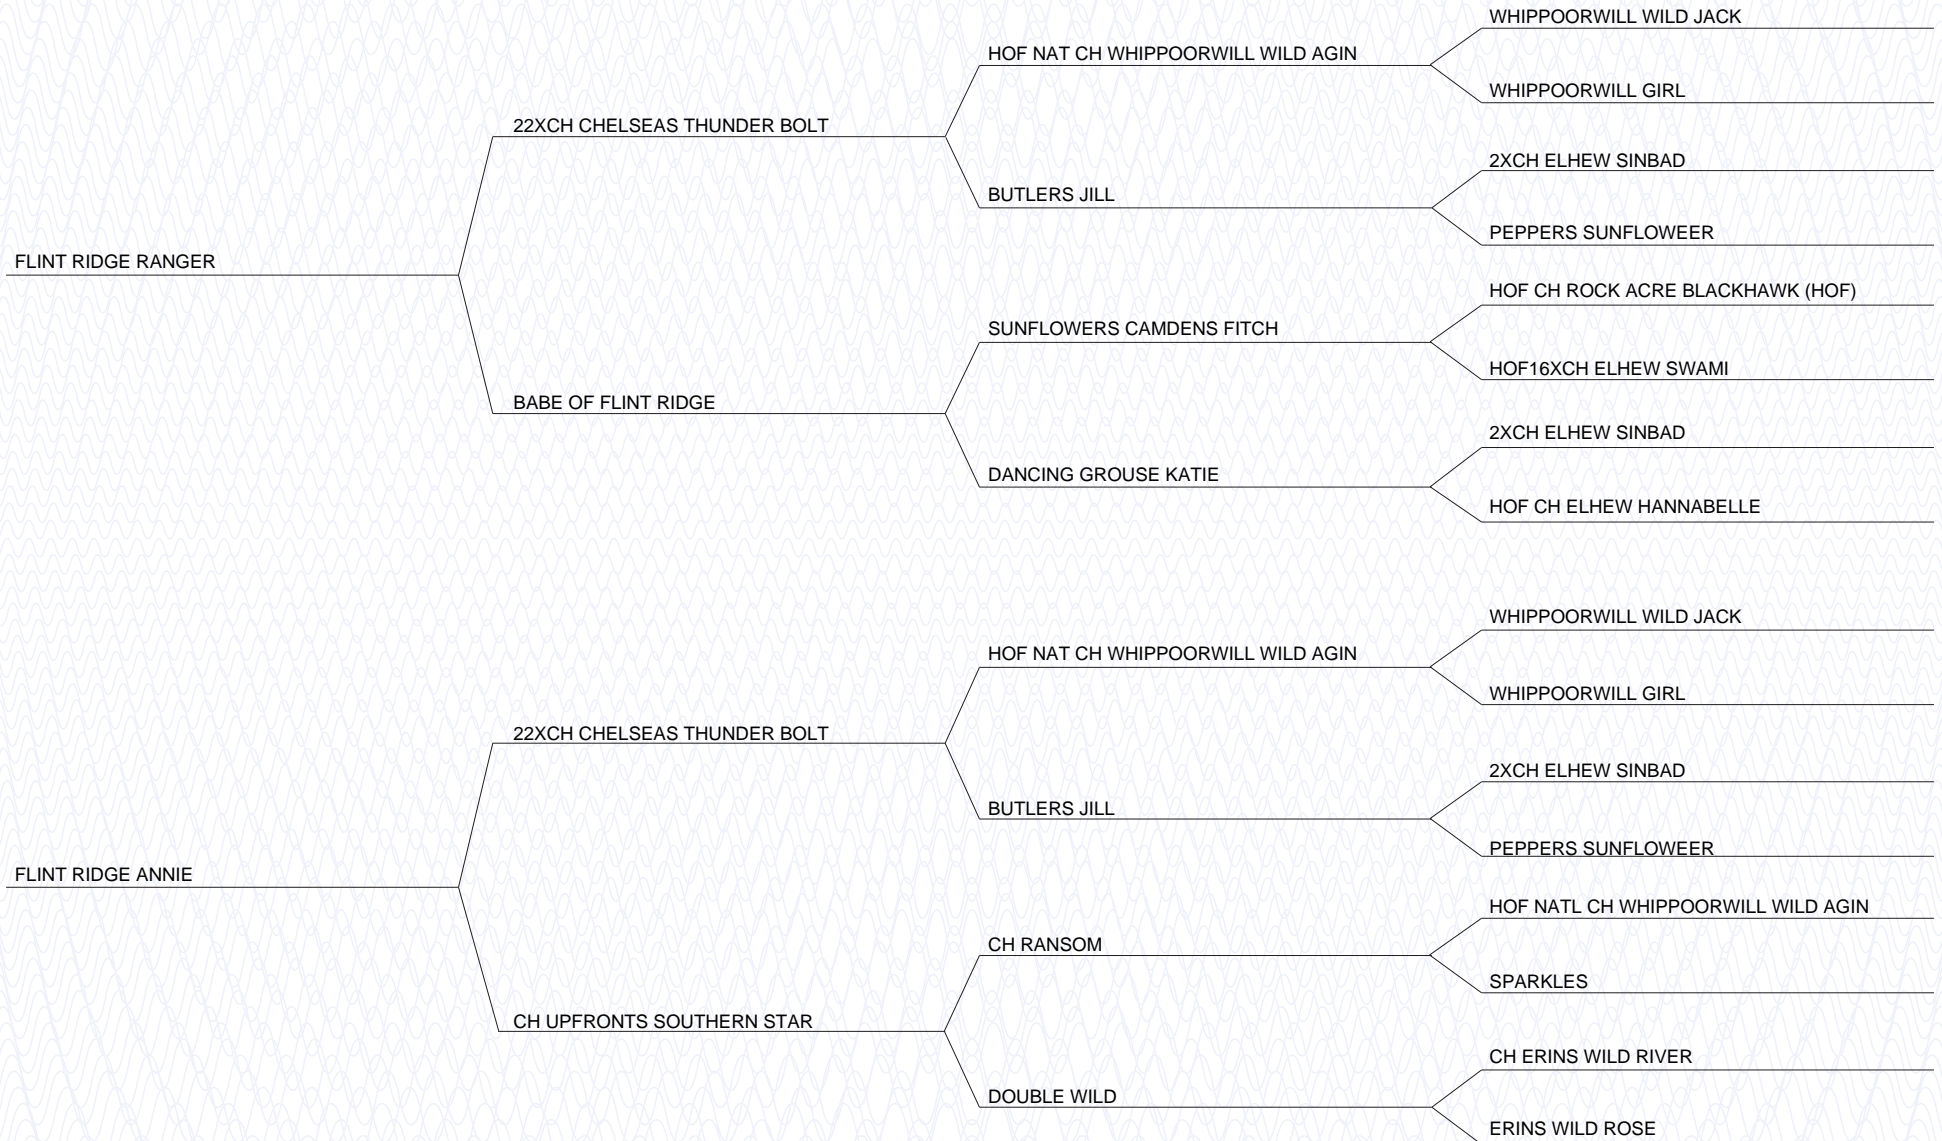 WHIPPOORWILL WILD JACK
HOF NAT CH WHIPPOORWILL WILD AGIN
WHIPPOORWILL GIRL
22XCH CHELSEAS THUNDER BOLT
2XCH ELHEW SINBAD
BUTLERS JILL
PEPPERS SUNFLOWEER
FLINT RIDGE RANGER
HOF CH ROCK ACRE BLACKHAWK (HOF)
SUNFLOWERS CAMDENS FITCH
HOF16XCH ELHEW SWAMI
BABE OF FLINT RIDGE
2XCH ELHEW SINBAD
DANCING GROUSE KATIE
HOF CH ELHEW HANNABELLE
WHIPPOORWILL WILD JACK
HOF NAT CH WHIPPOORWILL WILD AGIN
WHIPPOORWILL GIRL
22XCH CHELSEAS THUNDER BOLT
2XCH ELHEW SINBAD
BUTLERS JILL
PEPPERS SUNFLOWEER
FLINT RIDGE ANNIE
HOF NATL CH WHIPPOORWILL WILD AGIN
CH RANSOM
SPARKLES
CH UPFRONTS SOUTHERN STAR
CH ERINS WILD RIVER
DOUBLE WILD
ERINS WILD ROSE